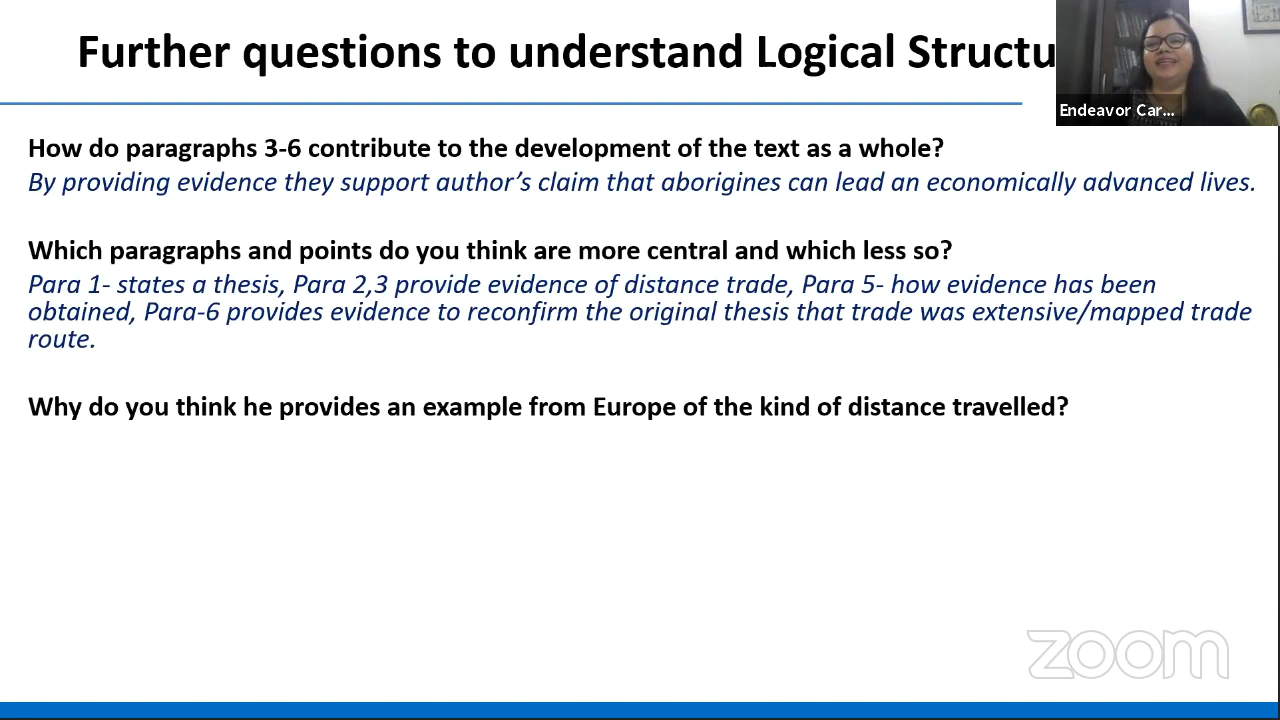 Further questions to understand Logical Structu
Endeavor Car...
How do paragraphs 3-6 contribute to the development of the text as a whole?
By providing evidence they support author's claim that aborigines can lead an economically advanced lives.
Which paragraphs and points do you think are more central and which less so?
Para 1- states a thesis, Para 2,3 provide evidence of distance trade, Para 5- how evidence has been
obtained, Para-6 provides evidence to reconfirm the original thesis that trade was extensive/mapped trade
route.
Why do you think he provides an example from Europe of the kind of distance travelled?
zoom